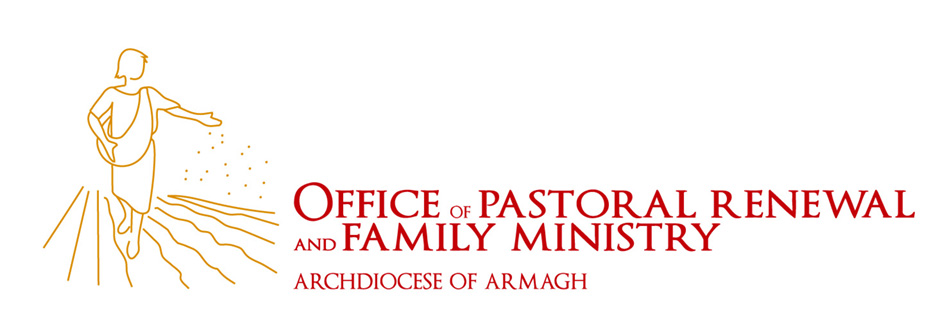 OFFICE OF PASTORAL RENEWAL
AND FAMILY MINISTRY
ARCHDIOCESE OF ARMAGH